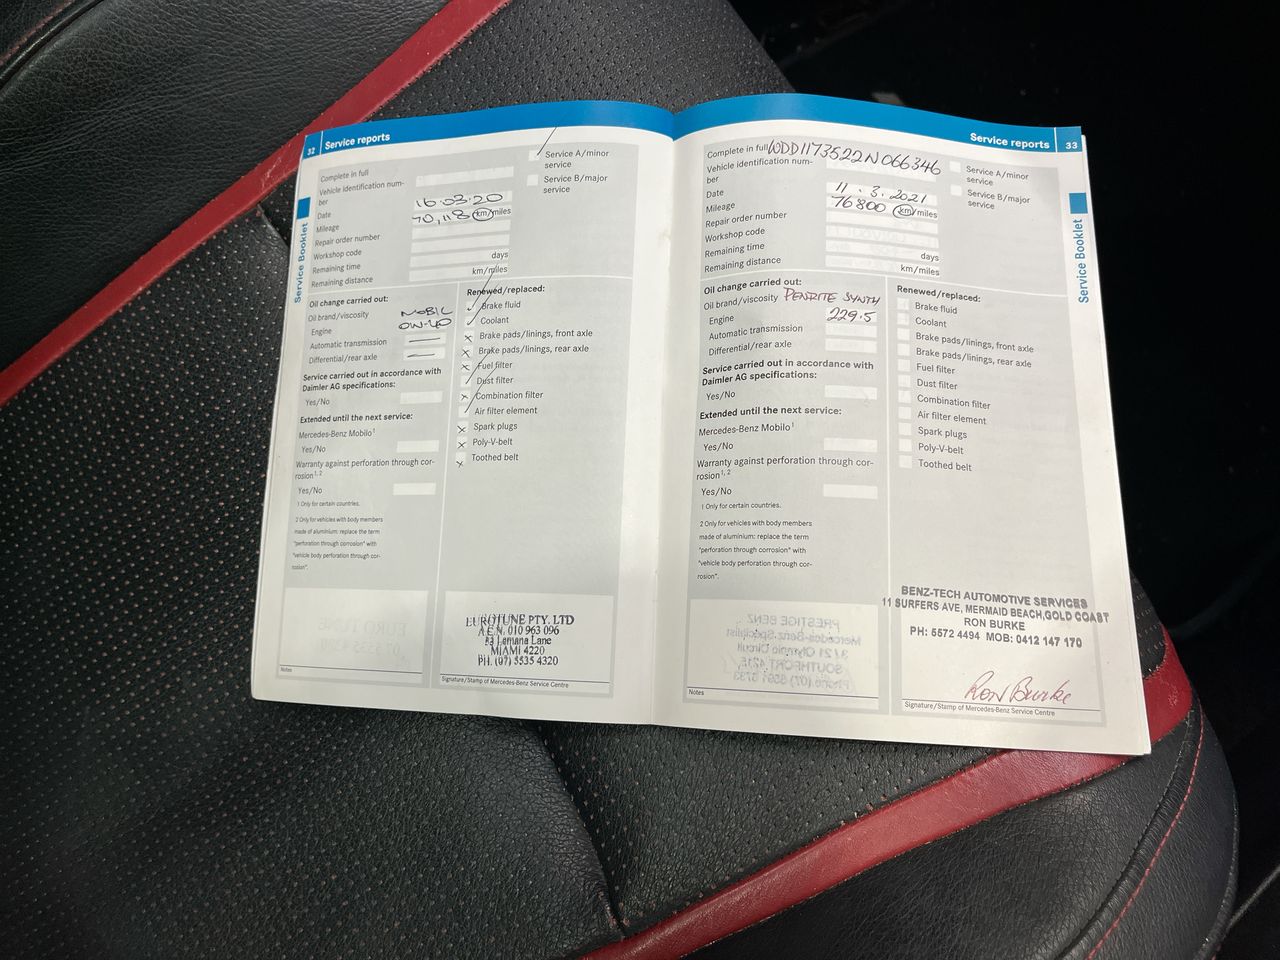 32 Service reports
Complete in full
Vehicle identification num-
ber
Date 16.03.20
Mileage 70,118 km/miles
Repair order number
Workshop code
Remaining time days
Remaining distance km/miles
Service A/minor
service
Service B/major
service
Service Booklet
Oil change carried out:
Oil brand/viscosity MOBIL
Engine 0W-40
Automatic transmission —
Differential/rear axle —
Service carried out in accordance with
Daimler AG specifications:
Yes/No
Extended until the next service:
Mercedes-Benz Mobilo¹
Yes/No
Warranty against perforation through cor-
rosion¹, ²
Yes/No
1 Only for certain countries.
2 Only for vehicles with body members
made of aluminium: replace the term
"perforation through corrosion" with
"vehicle body perforation through cor-
rosion".
Renewed/replaced:
Brake fluid
Coolant
Brake pads/linings, front axle
Brake pads/linings, rear axle
Fuel filter
Dust filter
Combination filter
Air filter element
Spark plugs
Poly-V-belt
Toothed belt
Notes
EUROTUNE PTY. LTD
010 963 096
Lemana Lane
MIAMI 4220
PH. (07) 5535 4320
Signature/Stamp of Mercedes-Benz Service Centre
Service reports 33
Complete in full WDD1173522N066346
Vehicle identification num-
ber
Date 11.3.2021
Mileage 76800 km/miles
Repair order number
Workshop code
Remaining time days
Remaining distance km/miles
Service A/minor
service
Service B/major
service
Service Booklet
Oil change carried out:
Oil brand/viscosity PENRITE SYNTH
Engine 229.5
Automatic transmission
Differential/rear axle
Service carried out in accordance with
Daimler AG specifications:
Yes/No
Extended until the next service:
Mercedes-Benz Mobilo¹
Yes/No
Warranty against perforation through cor-
rosion¹, ²
Yes/No
1 Only for certain countries.
2 Only for vehicles with body members
made of aluminium: replace the term
"perforation through corrosion" with
"vehicle body perforation through cor-
rosion".
Renewed/replaced:
Brake fluid
Coolant
Brake pads/linings, front axle
Brake pads/linings, rear axle
Fuel filter
Dust filter
Combination filter
Air filter element
Spark plugs
Poly-V-belt
Toothed belt
Notes
BENZ-TECH AUTOMOTIVE SERVICES
11 SURFERS AVE, MERMAID BEACH,GOLD COAST
RON BURKE
PH: 5572 4494 MOB: 0412 147 170
Ron Burke
Signature/Stamp of Mercedes-Benz Service Centre